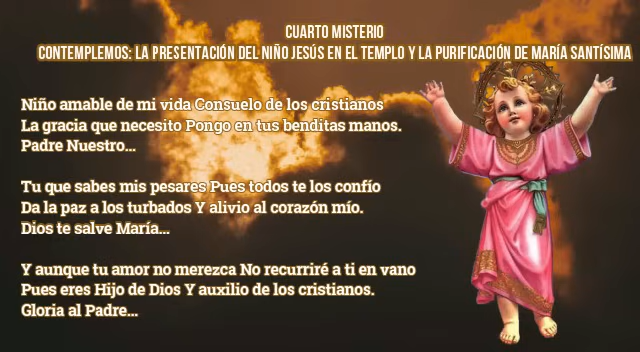 CUARTO MISTERIO
CONTEMPLEMOS: LA PRESENTACIÓN DEL NIÑO JESÚS EN EL TEMPLO Y LA PURIFICACIÓN DE MARÍA SANTÍSIMA
Niño amable de mi vida Consuelo de los cristianos
La gracia que necesito Pongo en tus benditas manos.
Padre Nuestro...
Tu que sabes mis pesares Pues todos te los confío
Da la paz a los turbados Y alivio al corazón mío.
Dios te salve María...
Y aunque tu amor no merezca No recurriré a ti en vano
Pues eres Hijo de Dios Y auxilio de los cristianos.
Gloria al Padre...